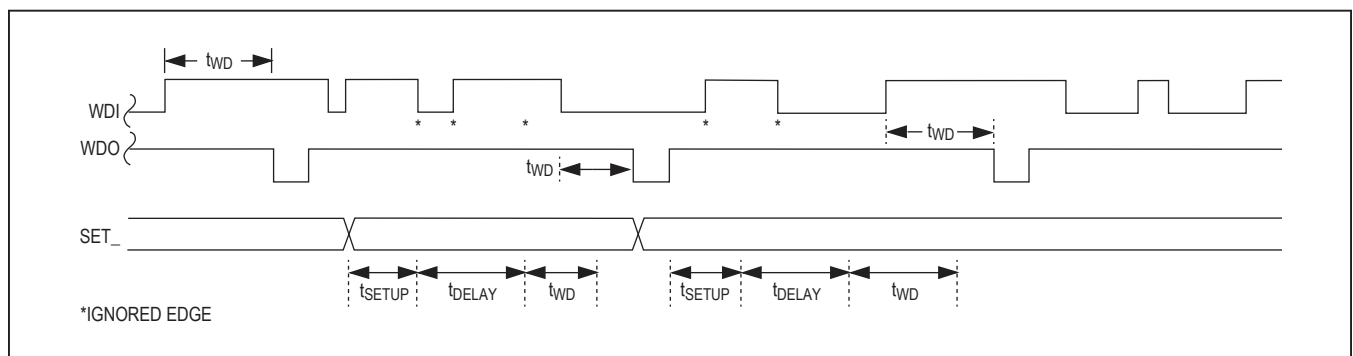 tWD
WDI
* * * * *
tWD
WDO
tWD
SET_
tSETUP tDELAY tWD tSETUP tDELAY tWD
*IGNORED EDGE